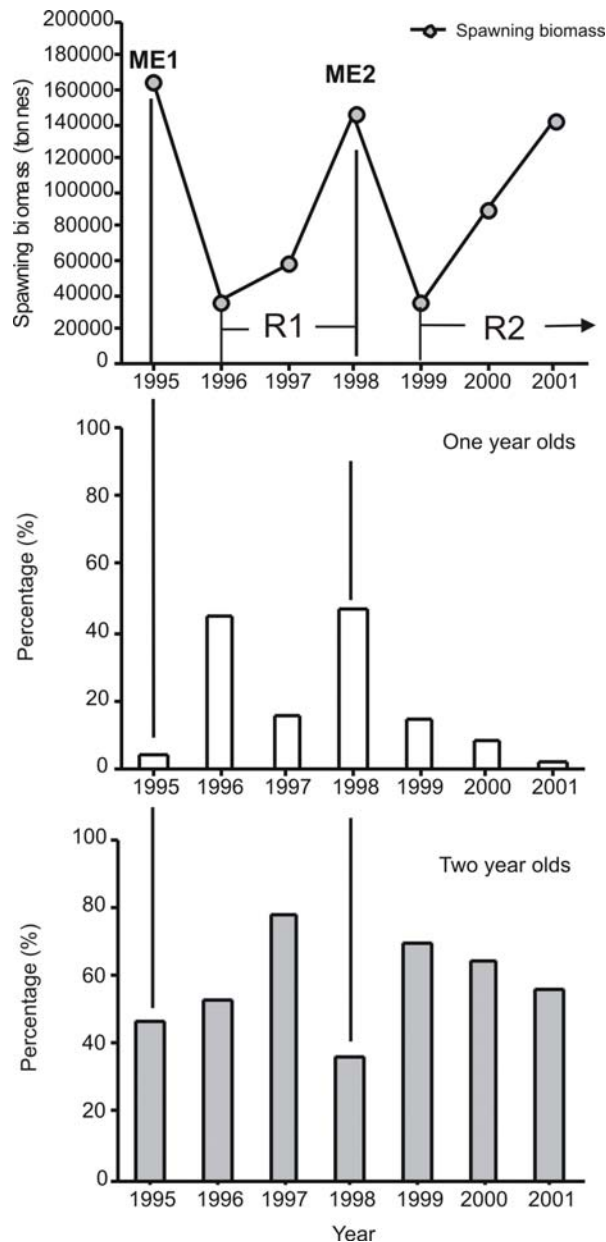 200000
180000
160000
140000
120000
100000
80000
60000
40000
20000
0
Spawning biomass (tonnes)
Spawning biomass
ME1
ME2
R1
R2
1995 1996 1997 1998 1999 2000 2001
100
80
60
40
20
0
Percentage (%)
One year olds
1995 1996 1997 1998 1999 2000 2001
100
80
60
40
20
0
Percentage (%)
Two year olds
1995 1996 1997 1998 1999 2000 2001
Year